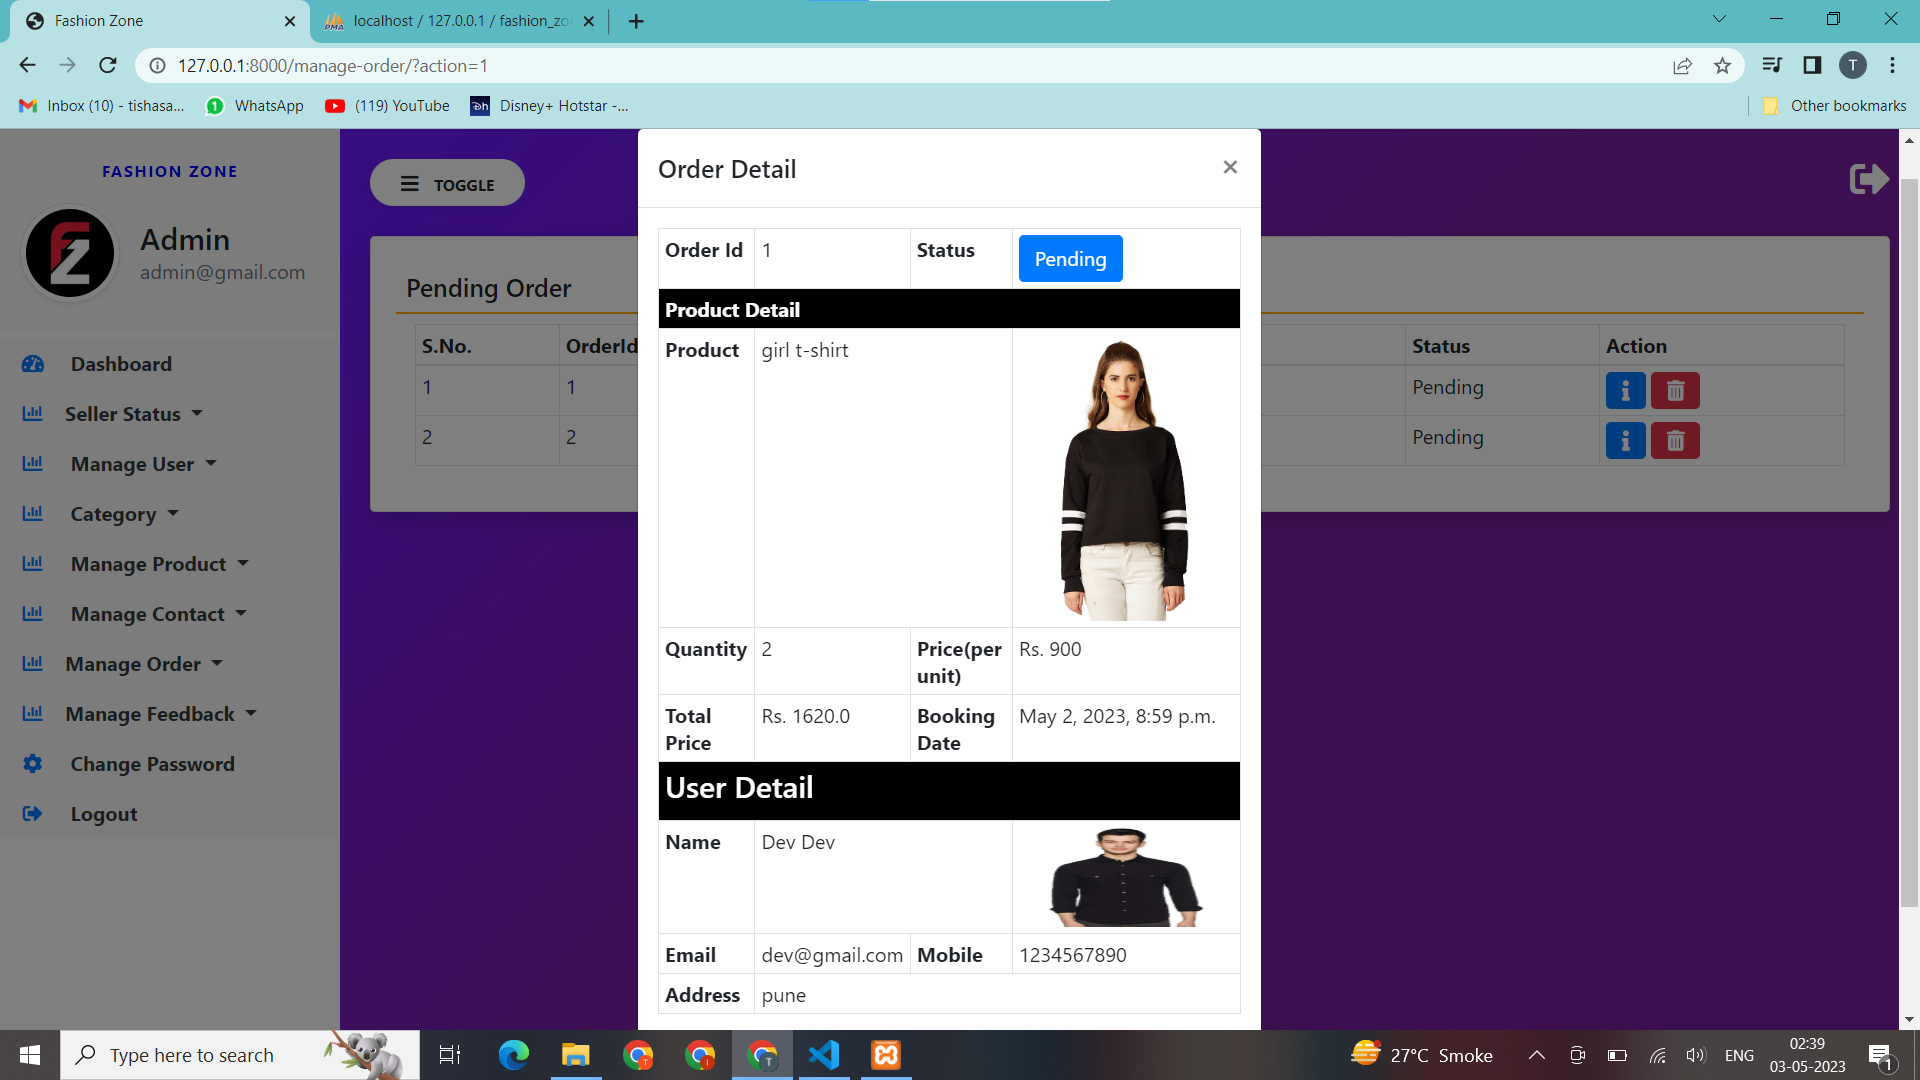 Fashion Zone
localhost / 127.0.0.1 / fashion_zo
127.0.0.1:8000/manage-order/?action=1
T
Inbox (10) - tishasa...
WhatsApp
(119) YouTube
Disney+ Hotstar -...
Other bookmarks
FASHION ZONE
Admin
admin@gmail.com
Dashboard
Seller Status
Manage User
Category
Manage Product
Manage Contact
Manage Order
Manage Feedback
Change Password
Logout
TOGGLE
Pending Order
S.No. OrderId Status Action
1 1 Pending
2 2 Pending
Order Detail
Order Id 1 Status Pending
Product Detail
Product girl t-shirt
Quantity 2 Price(per
unit) Rs. 900
Total
Price Rs. 1620.0 Booking
Date May 2, 2023, 8:59 p.m.
User Detail
Name Dev Dev
Email dev@gmail.com Mobile 1234567890
Address pune
Type here to search
27°C Smoke
ENG
02:39
03-05-2023
1